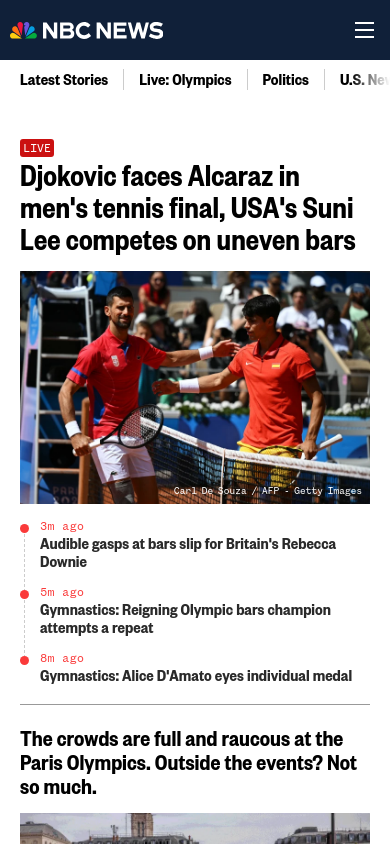 NBC NEWS
Latest Stories
Live: Olympics
Politics
U.S. New
LIVE
Djokovic faces Alcaraz in
men's tennis final, USA's Suni
Lee competes on uneven bars
Carl De Souza / AFP - Getty Images
3m ago
Audible gasps at bars slip for Britain's Rebecca
Downie
5m ago
Gymnastics: Reigning Olympic bars champion
attempts a repeat
8m ago
Gymnastics: Alice D'Amato eyes individual medal
The crowds are full and raucous at the
Paris Olympics. Outside the events? Not
so much.